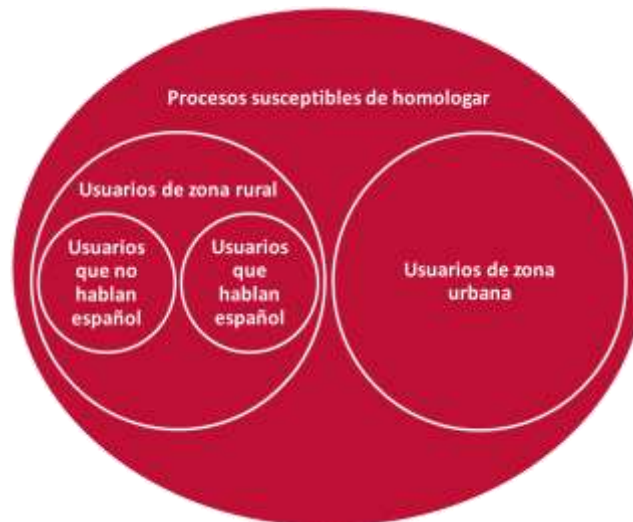 Procesos susceptibles de homologar
Usuarios de zona rural
Usuarios
que no
hablan
español
Usuarios
que
hablan
español
Usuarios de zona
urbana